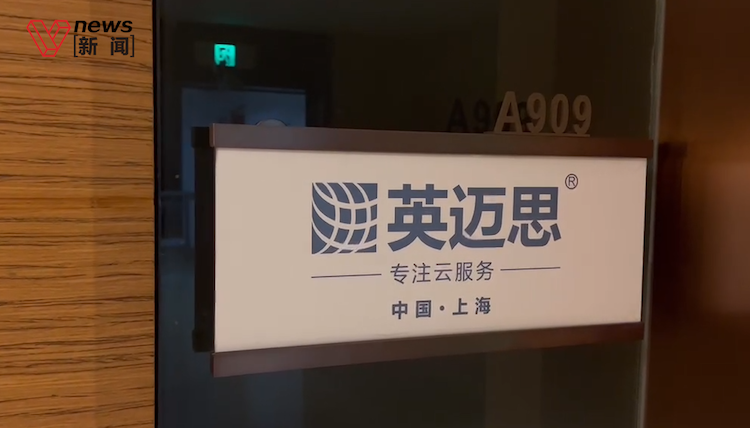 news
[新闻]
A909
英迈思®
专注云服务
中国·上海